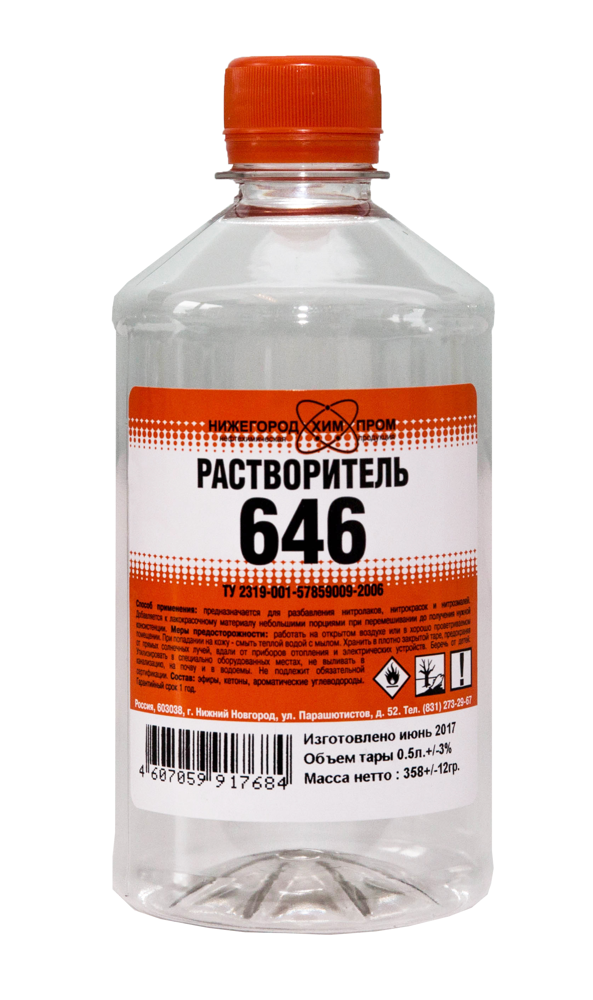 НИЖЕГОРОД ХИМ ПРОМ
нефтехимическая продукция
РАСТВОРИТЕЛЬ
646
ТУ 2319-001-57859009-2006
Способ применения: предназначается для разбавления нитролаков, нитрокрасок и нитроэмалей.
Добавляется к лакокрасочному материалу небольшими порциями при перемешивании до получения нужной
консистенции. Меры предосторожности: работать на открытом воздухе или в хорошо проветриваемом
помещении. При попадании на кожу - смыть теплой водой с мылом. Хранить в плотно закрытой таре, предохраняя
от прямых солнечных лучей, вдали от приборов отопления и электрических устройств. Беречь от детей.
Утилизировать в специально оборудованных местах, не выливать в
канализацию, на почву и в водоемы. Не подлежит обязательной
сертификации. Состав: эфиры, кетоны, ароматические углеводороды.
Гарантийный срок 1 год.
Россия, 603038, г. Нижний Новгород, ул. Парашютистов, д. 52. Тел. (831) 273-29-67
Изготовлено июнь 2017
Объем тары 0.5л.+/-3%
Масса нетто : 358+/-12гр.
4 607059 917684